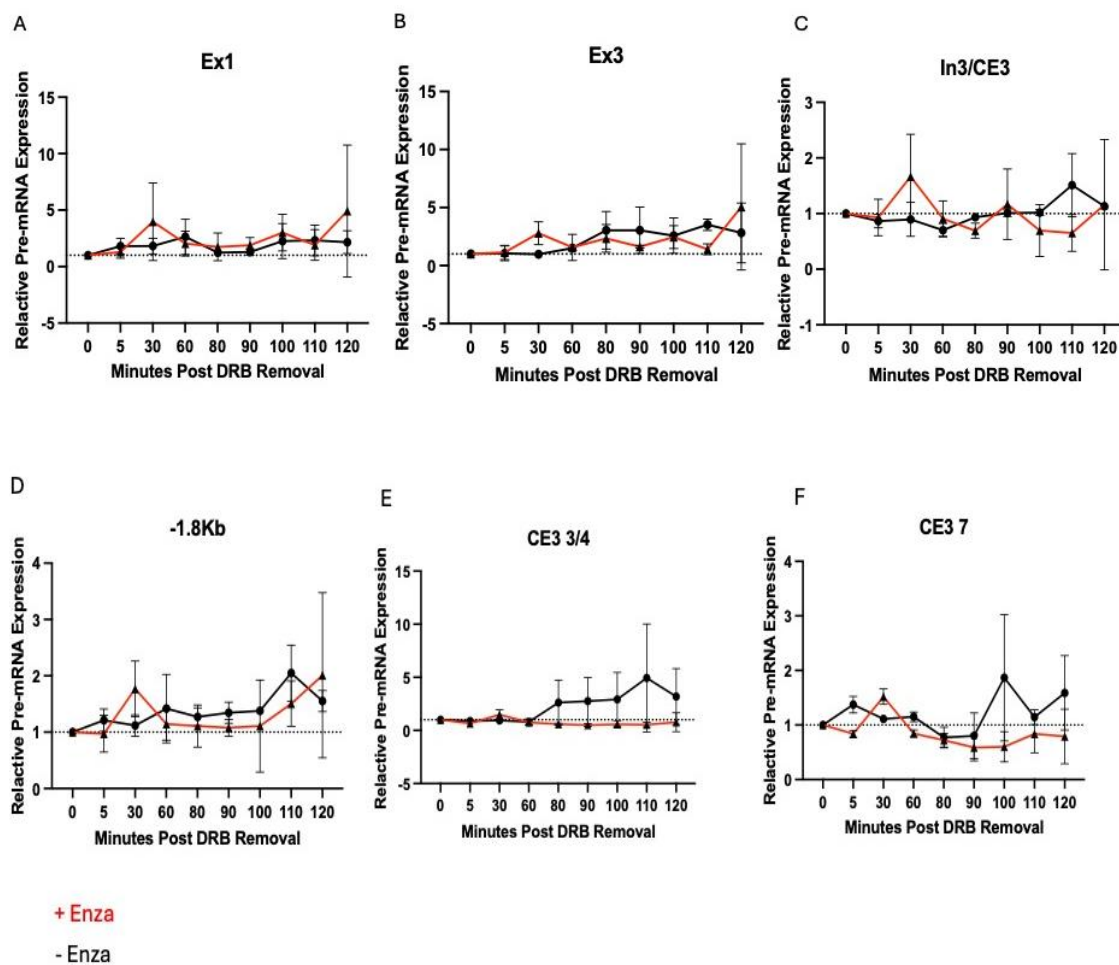 A
Ex1
Relactive Pre-mRNA Expression
15
10
5
0
-5
0 5 30 60 80 90 100 110 120
Minutes Post DRB Removal
B
Ex3
Relactive Pre-mRNA Expression
15
10
5
0
-5
0 5 30 60 80 90 100 110 120
Minutes Post DRB Removal
C
In3/CE3
Relactive Pre-mRNA Expression
3
2
1
0
-1
0 5 30 60 80 90 100 110 120
Minutes Post DRB Removal
D
-1.8Kb
Relactive Pre-mRNA Expression
4
3
2
1
0
0 5 30 60 80 90 100 110 120
Minutes Post DRB Removal
E
CE3 3/4
Relactive Pre-mRNA Expression
15
10
5
0
-5
0 5 30 60 80 90 100 110 120
Minutes Post DRB Removal
F
CE3 7
Relactive Pre-mRNA Expression
4
3
2
1
0
0 5 30 60 80 90 100 110 120
Minutes Post DRB Removal
+ Enza
- Enza